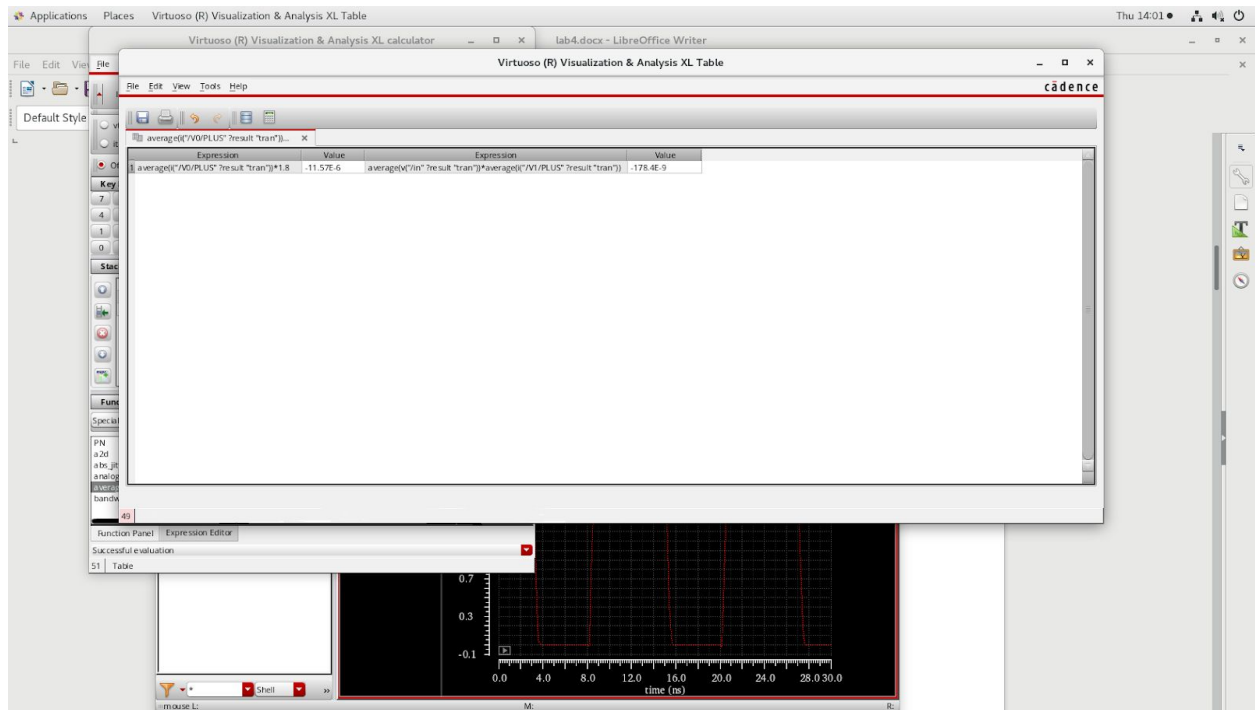 Applications Places Virtuoso (R) Visualization & Analysis XL Table Thu 14:01
Virtuoso (R) Visualization & Analysis XL calculator
lab4.docx - LibreOffice Writer
File Edit
File
Virtuoso (R) Visualization & Analysis XL Table
File Edit View Tools Help
cādence
Default Style
average(i("/V0/PLUS" ?result "tran"))...
Expression Value Expression Value
1 average(i("/V0/PLUS" ?result "tran"))*1.8 -11.57E-6 average(v("/in" ?result "tran"))*average(i("/V1/PLUS" ?result "tran")) -178.4E-9
Key
7
4
1
0
Stac
Func
Special
PN
a2d
abs_jit
analog
averag
bandw
49
Function Panel Expression Editor
Successful evaluation
51 Table
0.7
0.3
-0.1
0.0 4.0 8.0 12.0 16.0 20.0 24.0 28.0 30.0
time (ns)
* Shell »
mouse L: M: R: